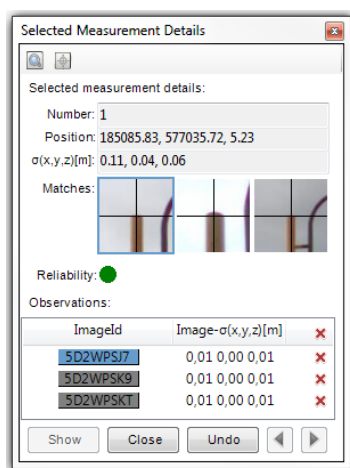 Selected Measurement Details
Selected measurement details:
Number: 1
Position: 185085.83, 577035.72, 5.23
σ(x,y,z)[m]: 0.11, 0.04, 0.06
Matches:
Reliability:
Observations:
ImageId Image-σ(x,y,z)[m]
5D2WPSJ7 0,01 0,00 0,01
5D2WPSK9 0,01 0,00 0,01
5D2WPSKT 0,01 0,00 0,01
Show Close Undo